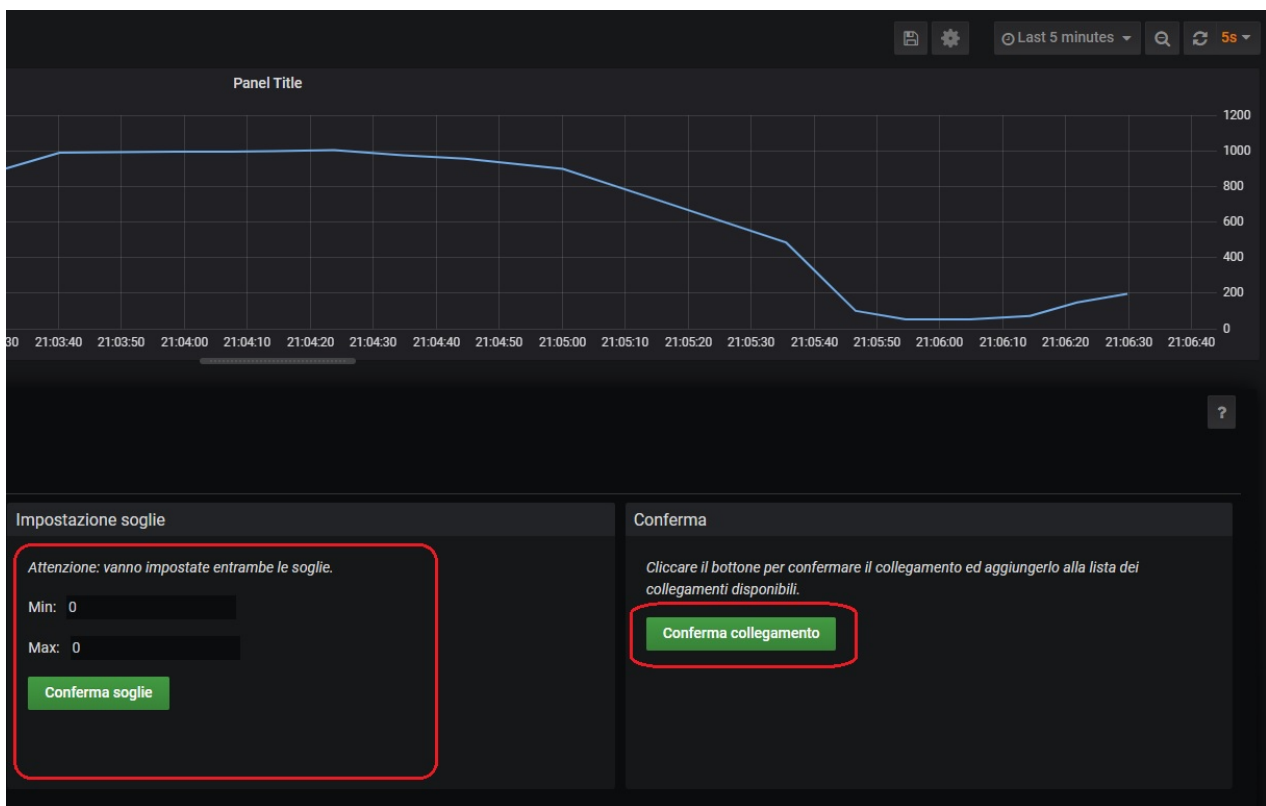 Last 5 minutes
5s
Panel Title
1200
1000
800
600
400
200
0
30 21:03:40 21:03:50 21:04:00 21:04:10 21:04:20 21:04:30 21:04:40 21:04:50 21:05:00 21:05:10 21:05:20 21:05:30 21:05:40 21:05:50 21:06:00 21:06:10 21:06:20 21:06:30 21:06:40
?
Impostazione soglie
Attenzione: vanno impostate entrambe le soglie.
Min: 0
Max: 0
Conferma soglie
Conferma
Cliccare il bottone per confermare il collegamento ed aggiungerlo alla lista dei
collegamenti disponibili.
Conferma collegamento